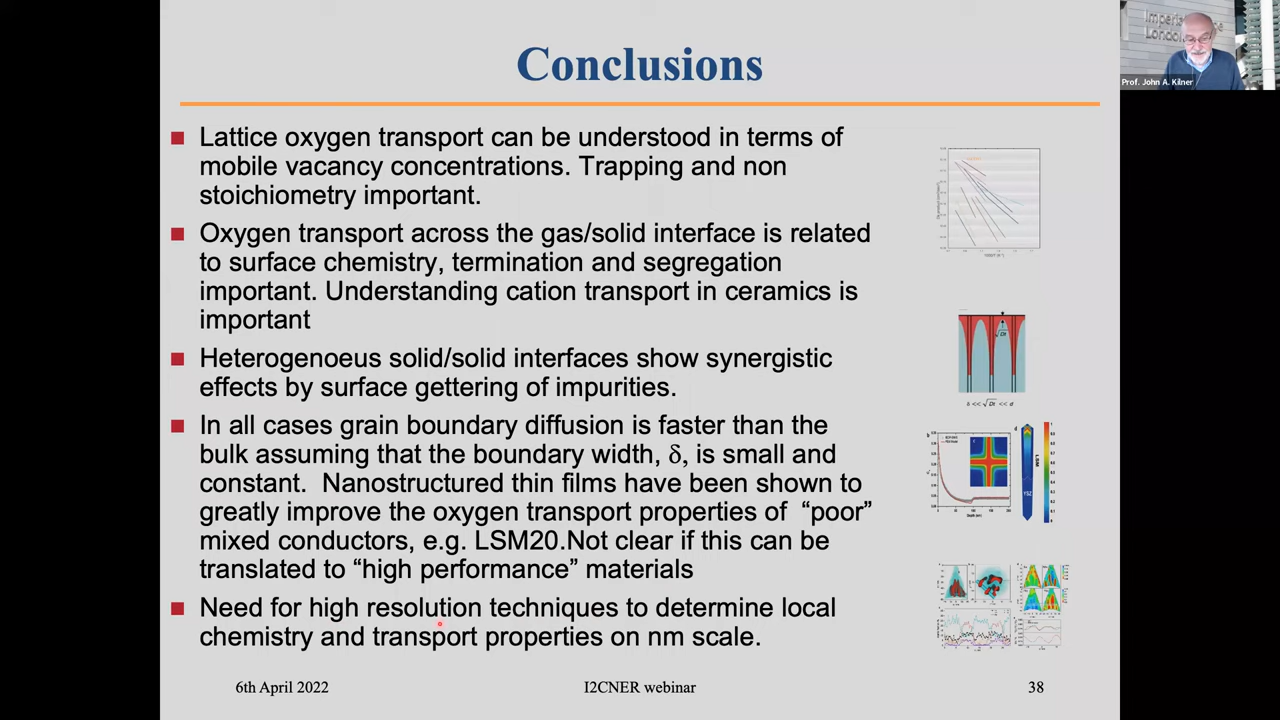 Conclusions
Lattice oxygen transport can be understood in terms of
mobile vacancy concentrations. Trapping and non
stoichiometry important.
Oxygen transport across the gas/solid interface is related
to surface chemistry, termination and segregation
important. Understanding cation transport in ceramics is
important
Heterogenoeus solid/solid interfaces show synergistic
effects by surface gettering of impurities.
In all cases grain boundary diffusion is faster than the
bulk assuming that the boundary width, δ, is small and
constant.  Nanostructured thin films have been shown to
greatly improve the oxygen transport properties of  “poor”
mixed conductors, e.g. LSM20.Not clear if this can be
translated to “high performance” materials
Need for high resolution techniques to determine local
chemistry and transport properties on nm scale.
6th April 2022
I2CNER webinar
38
Prof. John A. Kilner
δ << √Dt << d
LSM
YSZ